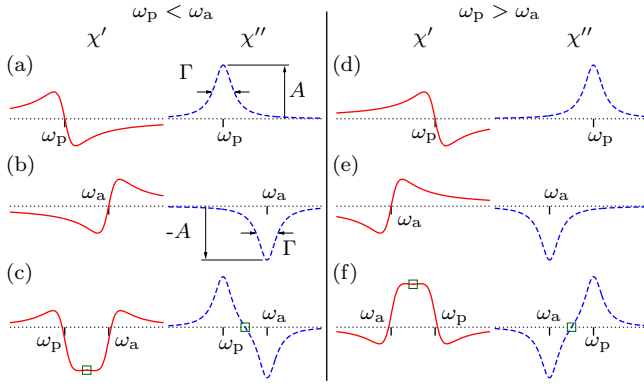 ωp < ωa ωp > ωa
χ′ χ″ χ′ χ″
(a) Γ A (d)
ωp ωp ωp ωp
(b) ωa ωa (e)
-A Γ ωa ωa
(c) ωa (f)
ωp ωa ωp ωa ωp ωa ωp